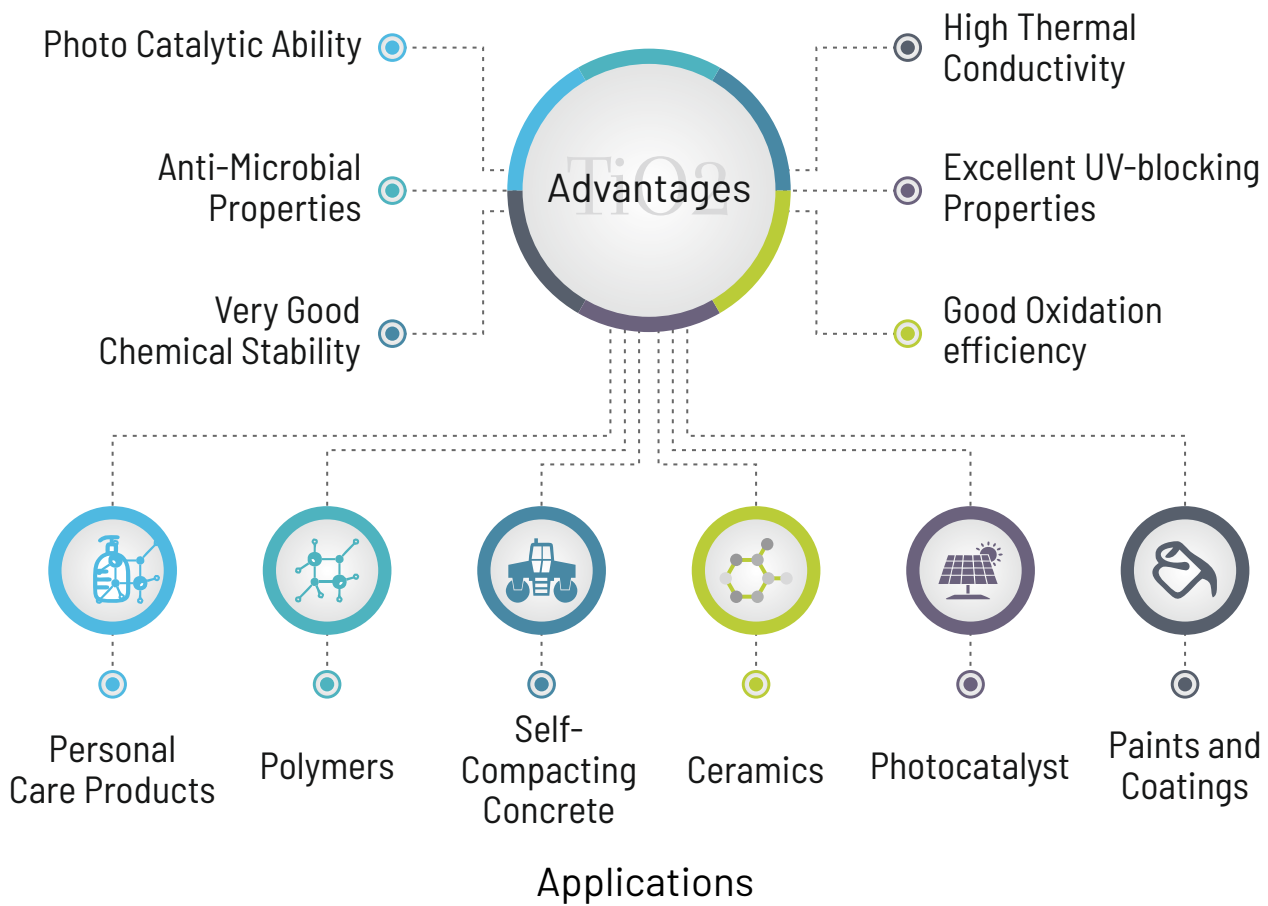 Photo Catalytic Ability
Anti-Microbial
Properties
Very Good
Chemical Stability
TiO2
Advantages
High Thermal
Conductivity
Excellent UV-blocking
Properties
Good Oxidation
efficiency
Personal
Care Products
Polymers
Self-
Compacting
Concrete
Ceramics
Photocatalyst
Paints and
Coatings
Applications